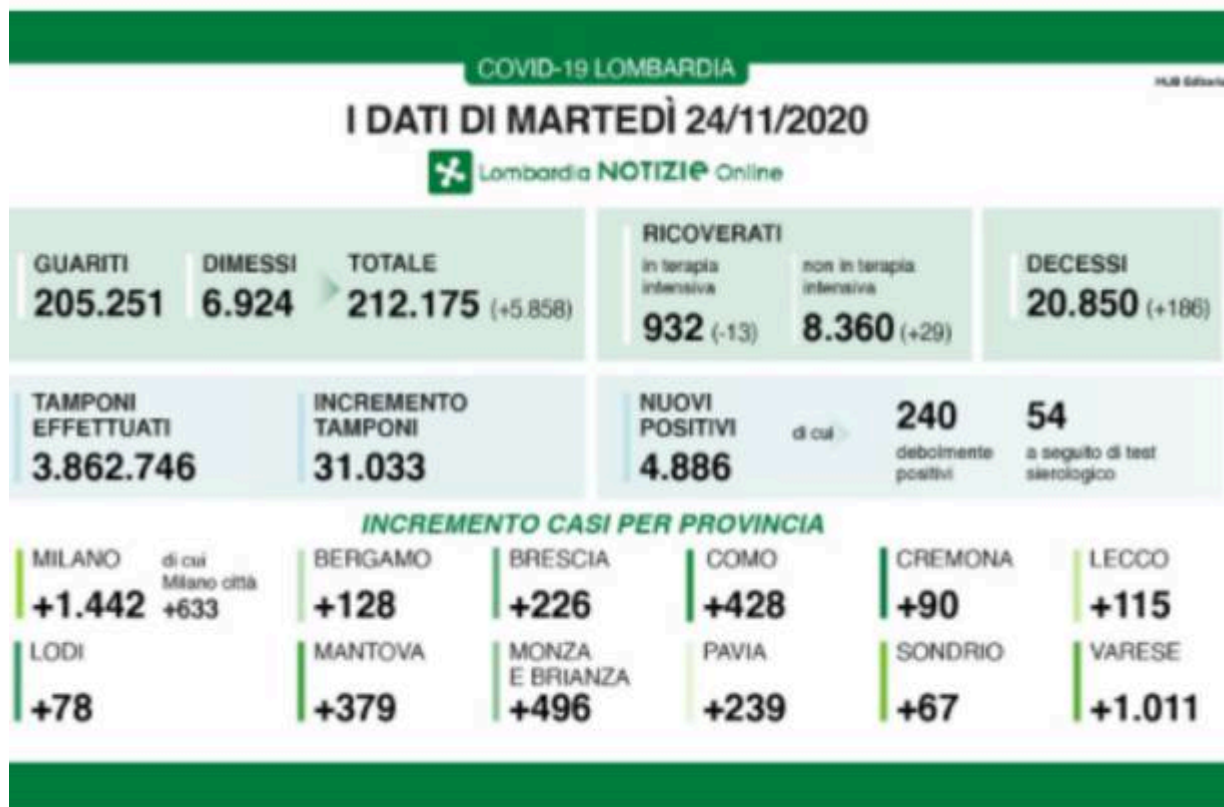 COVID-19 LOMBARDIA
HUB Editoria
I DATI DI MARTEDÌ 24/11/2020
Lombardia NOTIZIE Online
GUARITI
205.251
DIMESSI
6.924
TOTALE
212.175 (+5.858)
RICOVERATI
in terapia
intensiva
932 (-13)
non in terapia
intensiva
8.360 (+29)
DECESSI
20.850 (+186)
TAMPONI
EFFETTUATI
3.862.746
INCREMENTO
TAMPONI
31.033
NUOVI
POSITIVI
4.886
di cui
240
debolmente
positivi
54
a seguito di test
sierologico
INCREMENTO CASI PER PROVINCIA
MILANO
+1.442
di cui
Milano città
+633
BERGAMO
+128
BRESCIA
+226
COMO
+428
CREMONA
+90
LECCO
+115
LODI
+78
MANTOVA
+379
MONZA
E BRIANZA
+496
PAVIA
+239
SONDRIO
+67
VARESE
+1.011